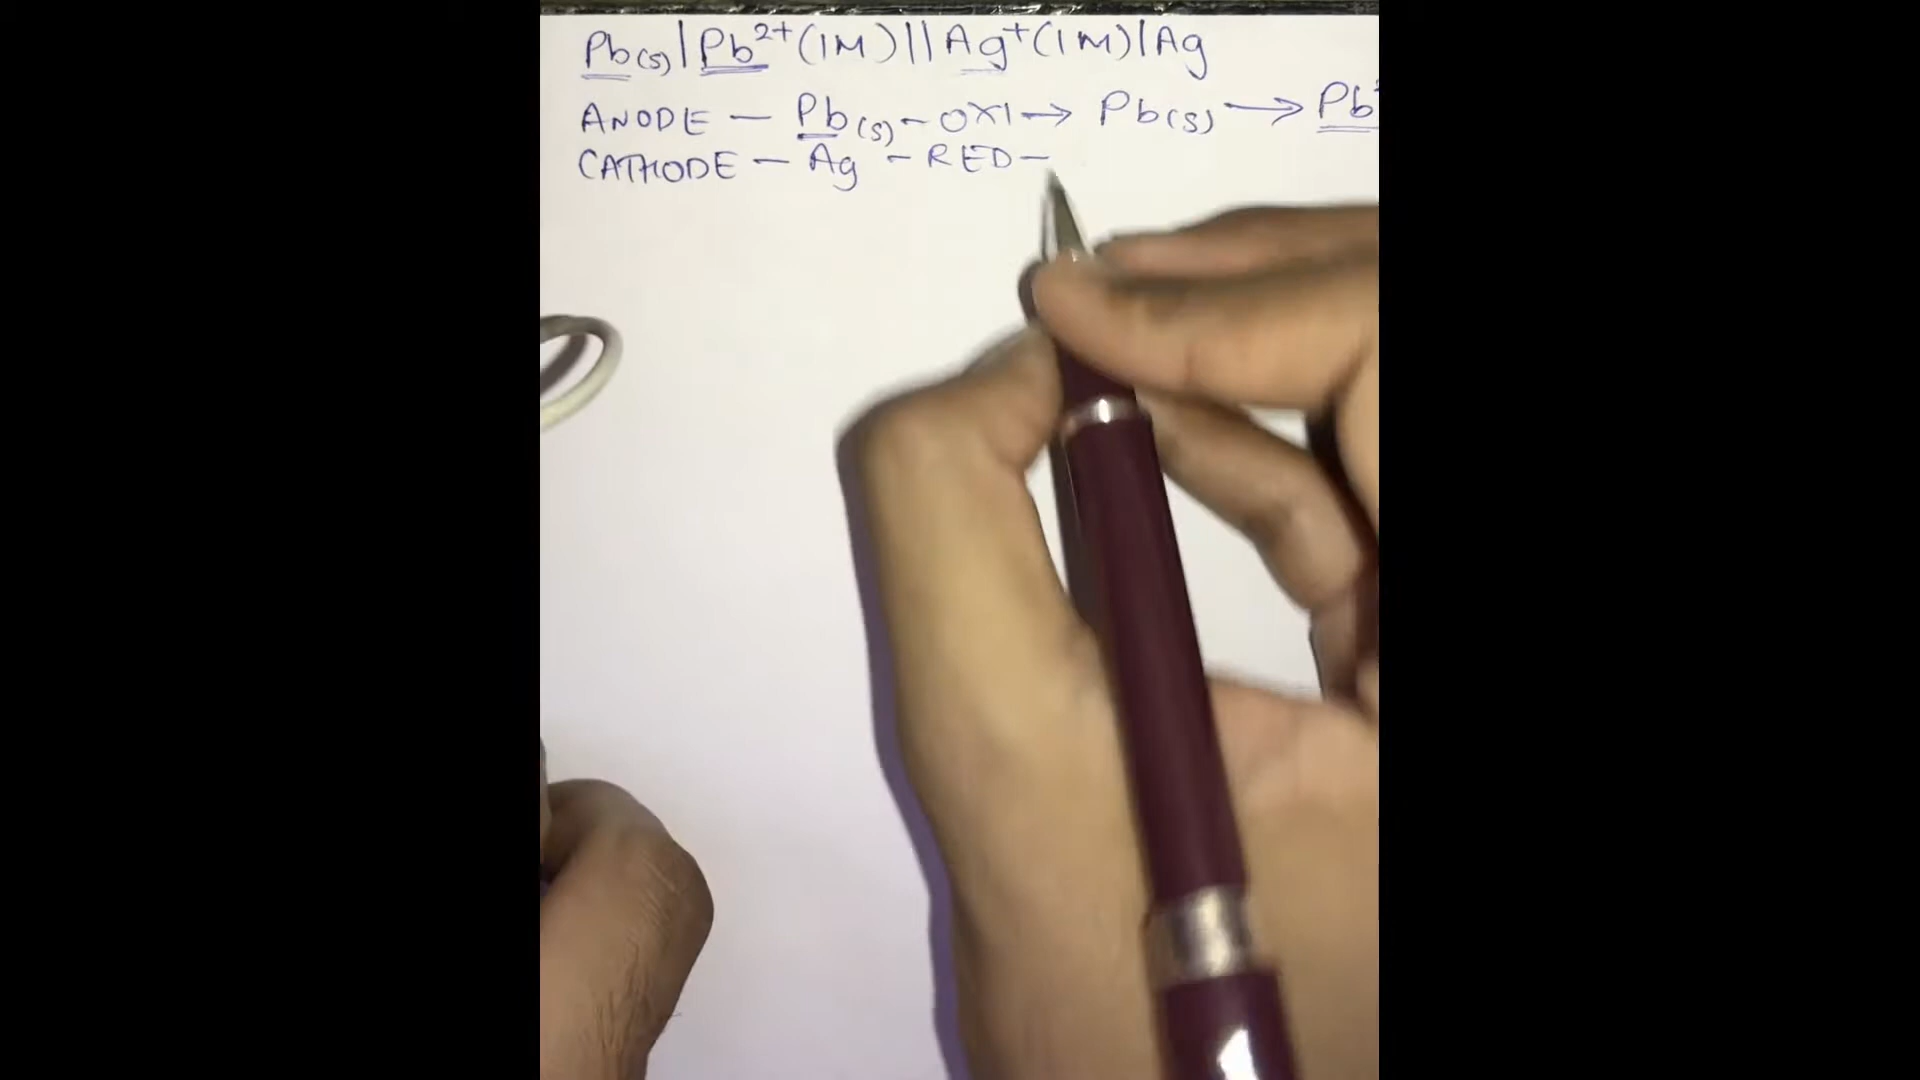 Pb(s)|Pb²⁺(1M)||Ag⁺(1M)|Ag
ANODE — Pb(s) - OXI → Pb(s) → Pb
CATHODE — Ag - RED -